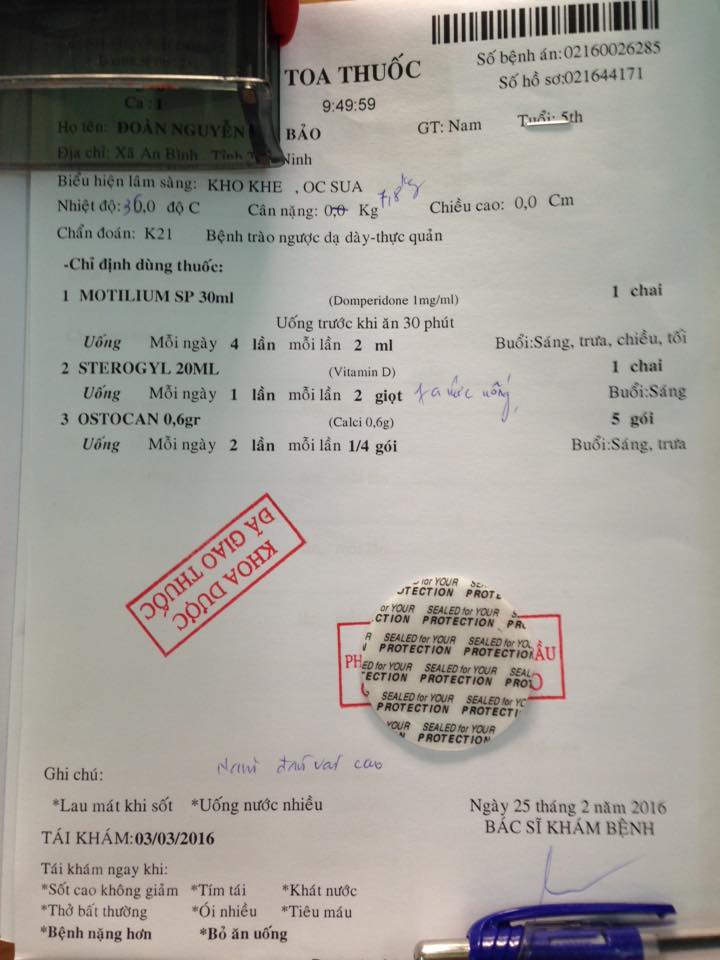 Số bệnh án:02160026285
TOA THUỐC
Số hồ sơ:021644171
Ca : 1
9:49:59
Họ tên: ĐOÀN NGUYỄN BẢO GT: Nam Tuổi: 5th
Địa chỉ: Xã An Bình Tỉnh Ninh
Biểu hiện lâm sàng: KHO KHE , OC SUA
Nhiệt độ:36,0 độ C Cân nặng: 0,0 Kg 7,8 kg Chiều cao: 0,0 Cm
Chẩn đoán: K21 Bệnh trào ngược dạ dày-thực quản
-Chỉ định dùng thuốc:
1 MOTILIUM SP 30ml (Domperidone 1mg/ml) 1 chai
Uống trước khi ăn 30 phút
Uống Mỗi ngày 4 lần mỗi lần 2 ml Buổi:Sáng, trưa, chiều, tối
2 STEROGYL 20ML (Vitamin D) 1 chai
Uống Mỗi ngày 1 lần mỗi lần 2 giọt nước uống Buổi:Sáng
3 OSTOCAN 0,6gr (Calci 0,6g) 5 gói
Uống Mỗi ngày 2 lần mỗi lần 1/4 gói Buổi:Sáng, trưa
KHOA DƯỢC
ĐÃ GIAO THUỐC
for YOUR
PROTECTION PROTE
for YOUR SEALED for YOUR
PROTECTION
SEALED for YOUR
PROTECTION PROTECTION
SEALED for YOUR
PROTECTION
SEALED for YOUR
PROTECTION PROTECTI
YOUR SEALED for YOUR
PROTECTION
PH ẦU
Ghi chú: cao
*Lau mát khi sốt *Uống nước nhiều
Ngày 25 tháng 2 năm 2016
BÁC SĨ KHÁM BỆNH
TÁI KHÁM:03/03/2016
Tái khám ngay khi:
*Sốt cao không giảm *Tím tái *Khát nước
*Thở bất thường *Ói nhiều *Tiêu máu
*Bệnh nặng hơn *Bỏ ăn uống